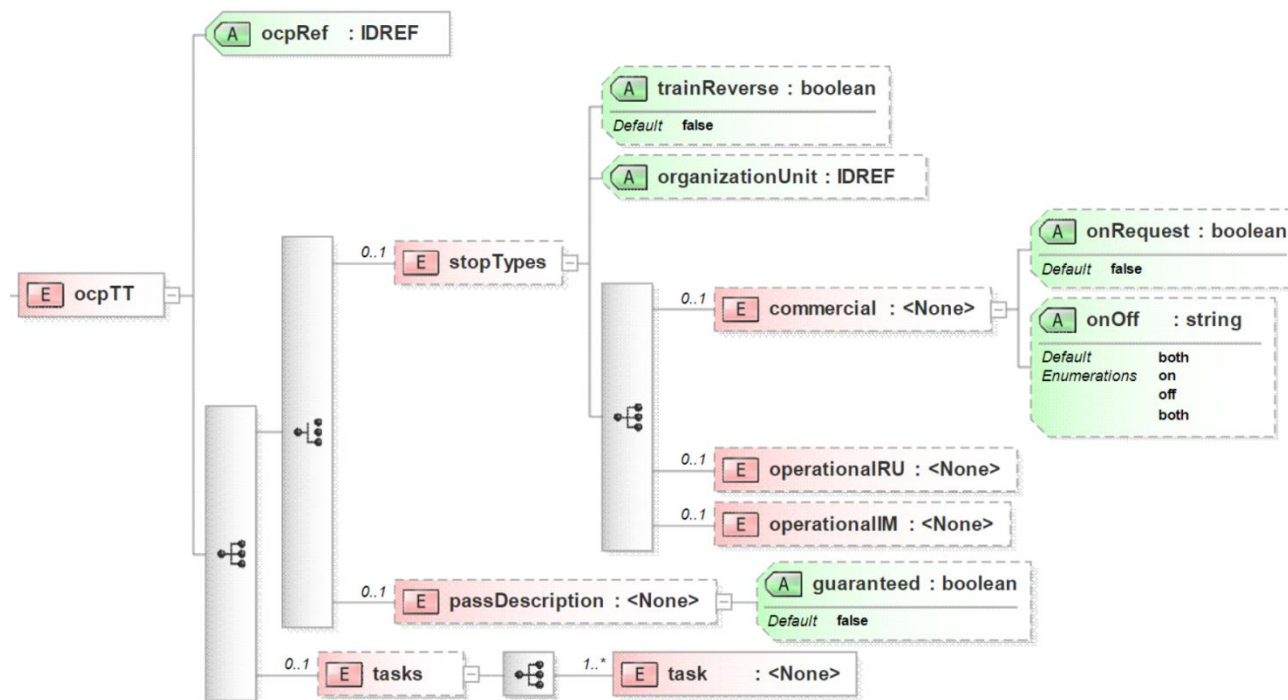 A ocpRef : IDREF
A trainReverse : boolean
Default false
A organizationUnit : IDREF
0..1 E stopTypes
A onRequest : boolean
Default false
E ocpTT
0..1 E commercial : <None>
A onOff : string
Default both
Enumerations on
off
both
0..1 E operationalRU : <None>
0..1 E operationalIM : <None>
0..1 E passDescription : <None>
A guaranteed : boolean
Default false
0..1 E tasks
1..* E task : <None>